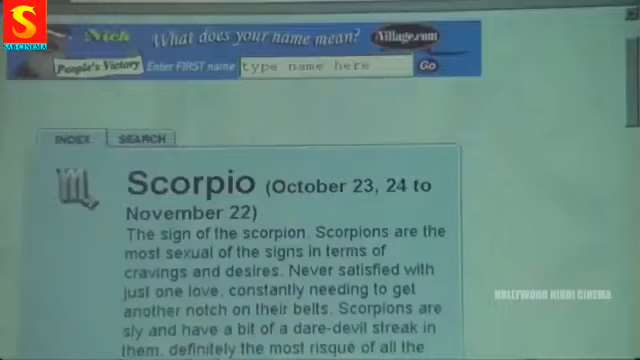 S
SAB CINEMA
Nick
What does your name mean?
iVillage.com
People's Victory
Enter FIRST name
type name here
Go
INDEX
SEARCH
Scorpio (October 23, 24 to
November 22)
The sign of the scorpion. Scorpions are the
most sexual of the signs in terms of
cravings and desires. Never satisfied with
just one love, constantly needing to get
another notch on their belts. Scorpions are
sly and have a bit of a dare-devil streak in
them, definitely the most risque of all the
BOLLYWOOD HINDI CINEMA